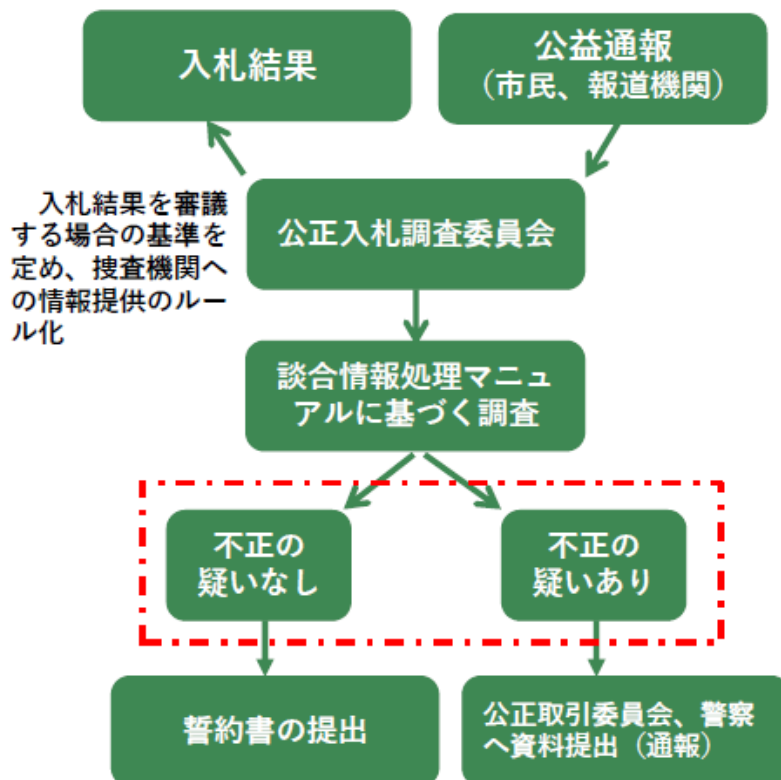 入札結果
公益通報
（市民、報道機関）
　入札結果を審議
する場合の基準を
定め、捜査機関へ
の情報提供のルー
ル化
公正入札調査委員会
談合情報処理マニュ
アルに基づく調査
不正の
疑いなし
不正の
疑いあり
誓約書の提出
公正取引委員会、警察
へ資料提出（通報）